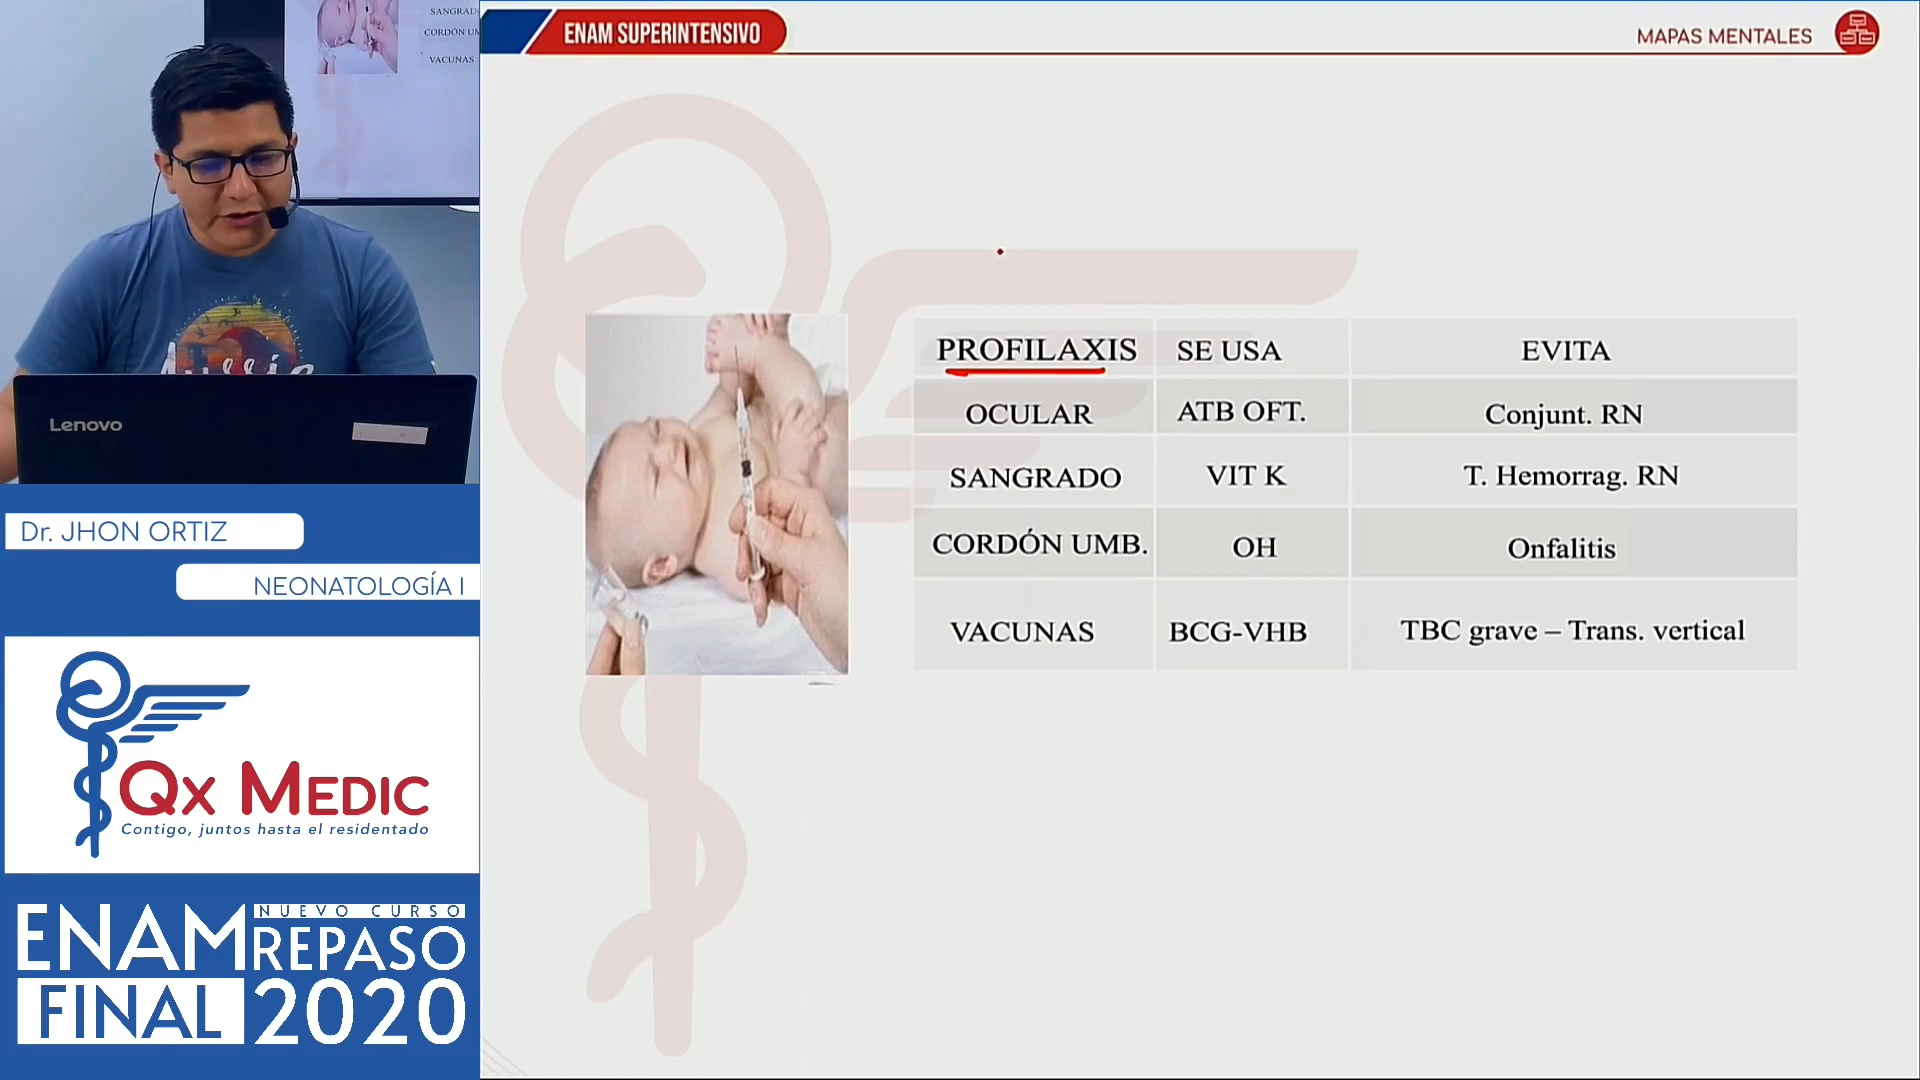 SANGRAD
CORDÓN UM
VACUNAS
Lenovo
Dr. JHON ORTIZ
NEONATOLOGÍA I
Qx MEDIC
Contigo, juntos hasta el residentado
ENAM NUEVO CURSO
REPASO
FINAL 2020
ENAM SUPERINTENSIVO
MAPAS MENTALES
PROFILAXIS SE USA EVITA
OCULAR ATB OFT. Conjunt. RN
SANGRADO VIT K T. Hemorrag. RN
CORDÓN UMB. OH Onfalitis
VACUNAS BCG-VHB TBC grave – Trans. vertical